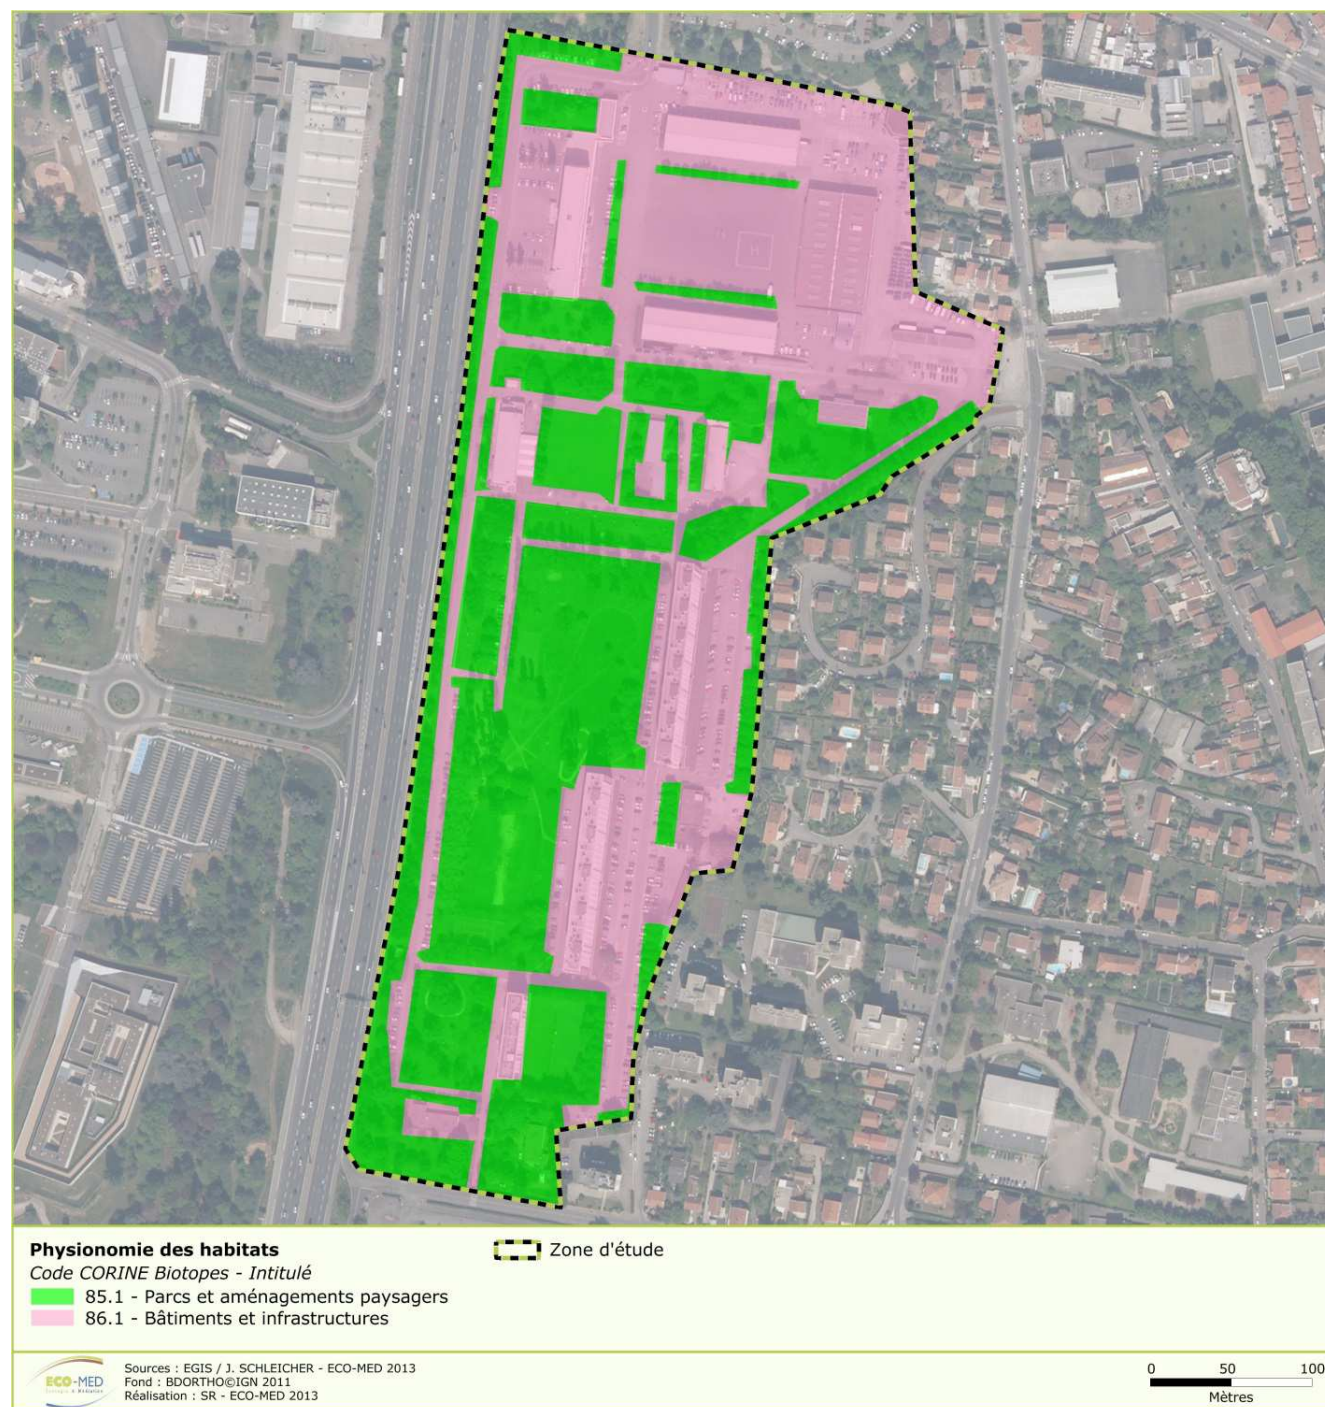 Physionomie des habitats
Code CORINE Biotopes - Intitulé
85.1 - Parcs et aménagements paysagers
86.1 - Bâtiments et infrastructures
Zone d'étude
ECO-MED
Ecologie & Médiation
Sources : EGIS / J. SCHLEICHER - ECO-MED 2013
Fond : BDORTHO©IGN 2011
Réalisation : SR - ECO-MED 2013
0 50 100
Mètres